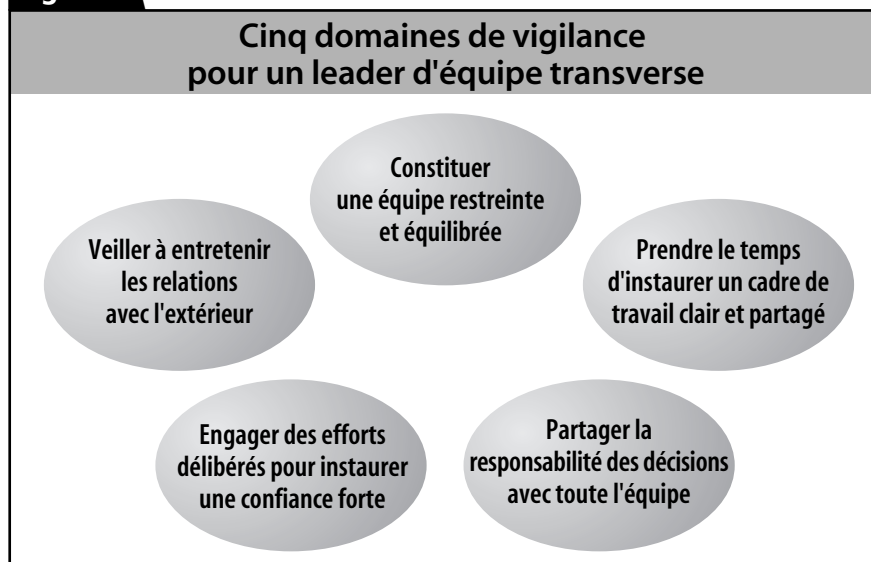 Cinq domaines de vigilance
pour un leader d'équipe transverse
Constituer
une équipe restreinte
et équilibrée
Veiller à entretenir
les relations
avec l'extérieur
Prendre le temps
d'instaurer un cadre de
travail clair et partagé
Engager des efforts
délibérés pour instaurer
une confiance forte
Partager la
responsabilité des décisions
avec toute l'équipe